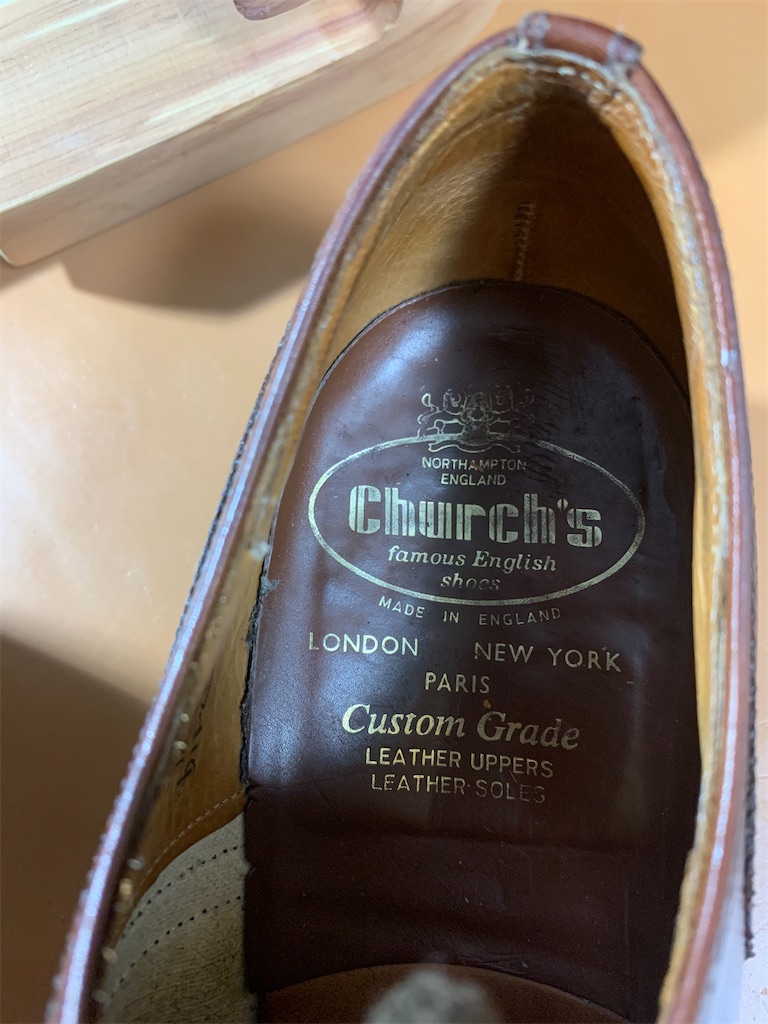 NORTHAMPTON
ENGLAND
Church's
famous English
shoes
MADE IN ENGLAND
LONDON NEW YORK
PARIS
Custom Grade
LEATHER UPPERS
LEATHER-SOLES